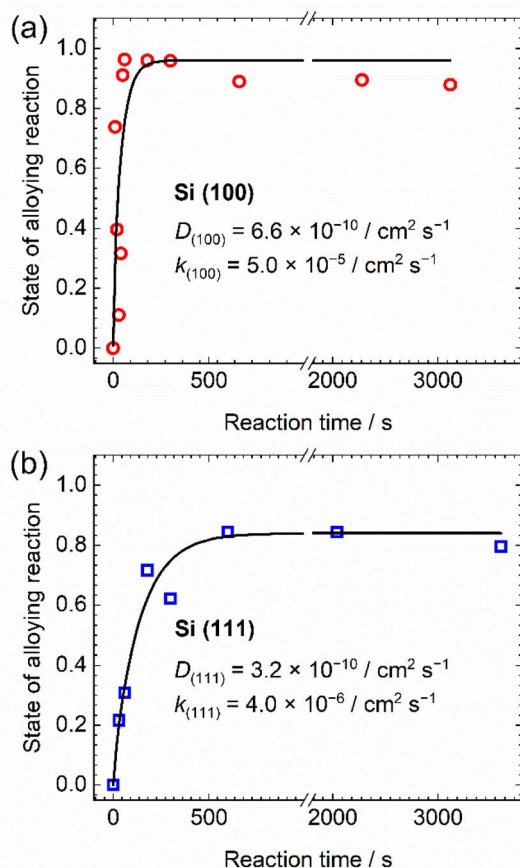 (a)
State of alloying reaction
1.0
0.8
0.6
0.4
0.2
0.0
Si (100)
D(100) = 6.6 × 10⁻¹⁰ / cm² s⁻¹
k(100) = 5.0 × 10⁻⁵ / cm² s⁻¹
0 500 2000 3000
Reaction time / s
(b)
State of alloying reaction
1.0
0.8
0.6
0.4
0.2
0.0
Si (111)
D(111) = 3.2 × 10⁻¹⁰ / cm² s⁻¹
k(111) = 4.0 × 10⁻⁶ / cm² s⁻¹
0 500 2000 3000
Reaction time / s